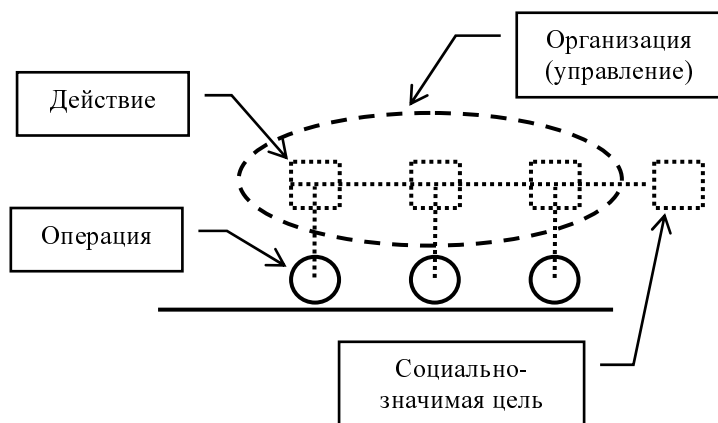 Организация
(управление)
Действие
Операция
Социально-
значимая цель